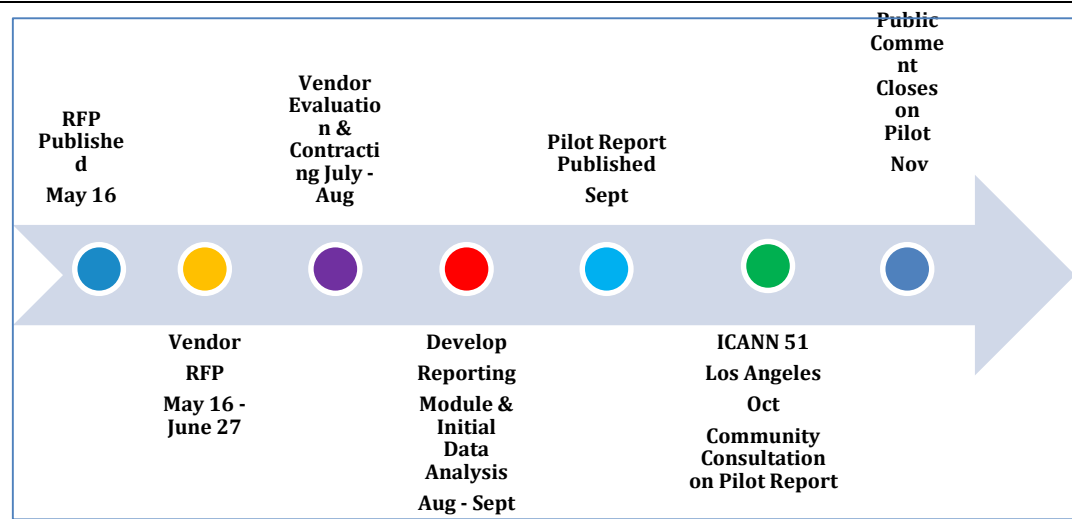 RFP
Publishe
d
May 16
Vendor
RFP
May 16 -
June 27
Vendor
Evaluatio
n &
Contracti
ng July -
Aug
Develop
Reporting
Module &
Initial
Data
Analysis
Aug - Sept
Pilot Report
Published
Sept
ICANN 51
Los Angeles
Oct
Community
Consultation
on Pilot Report
Public
Comme
nt
Closes
on
Pilot
Nov